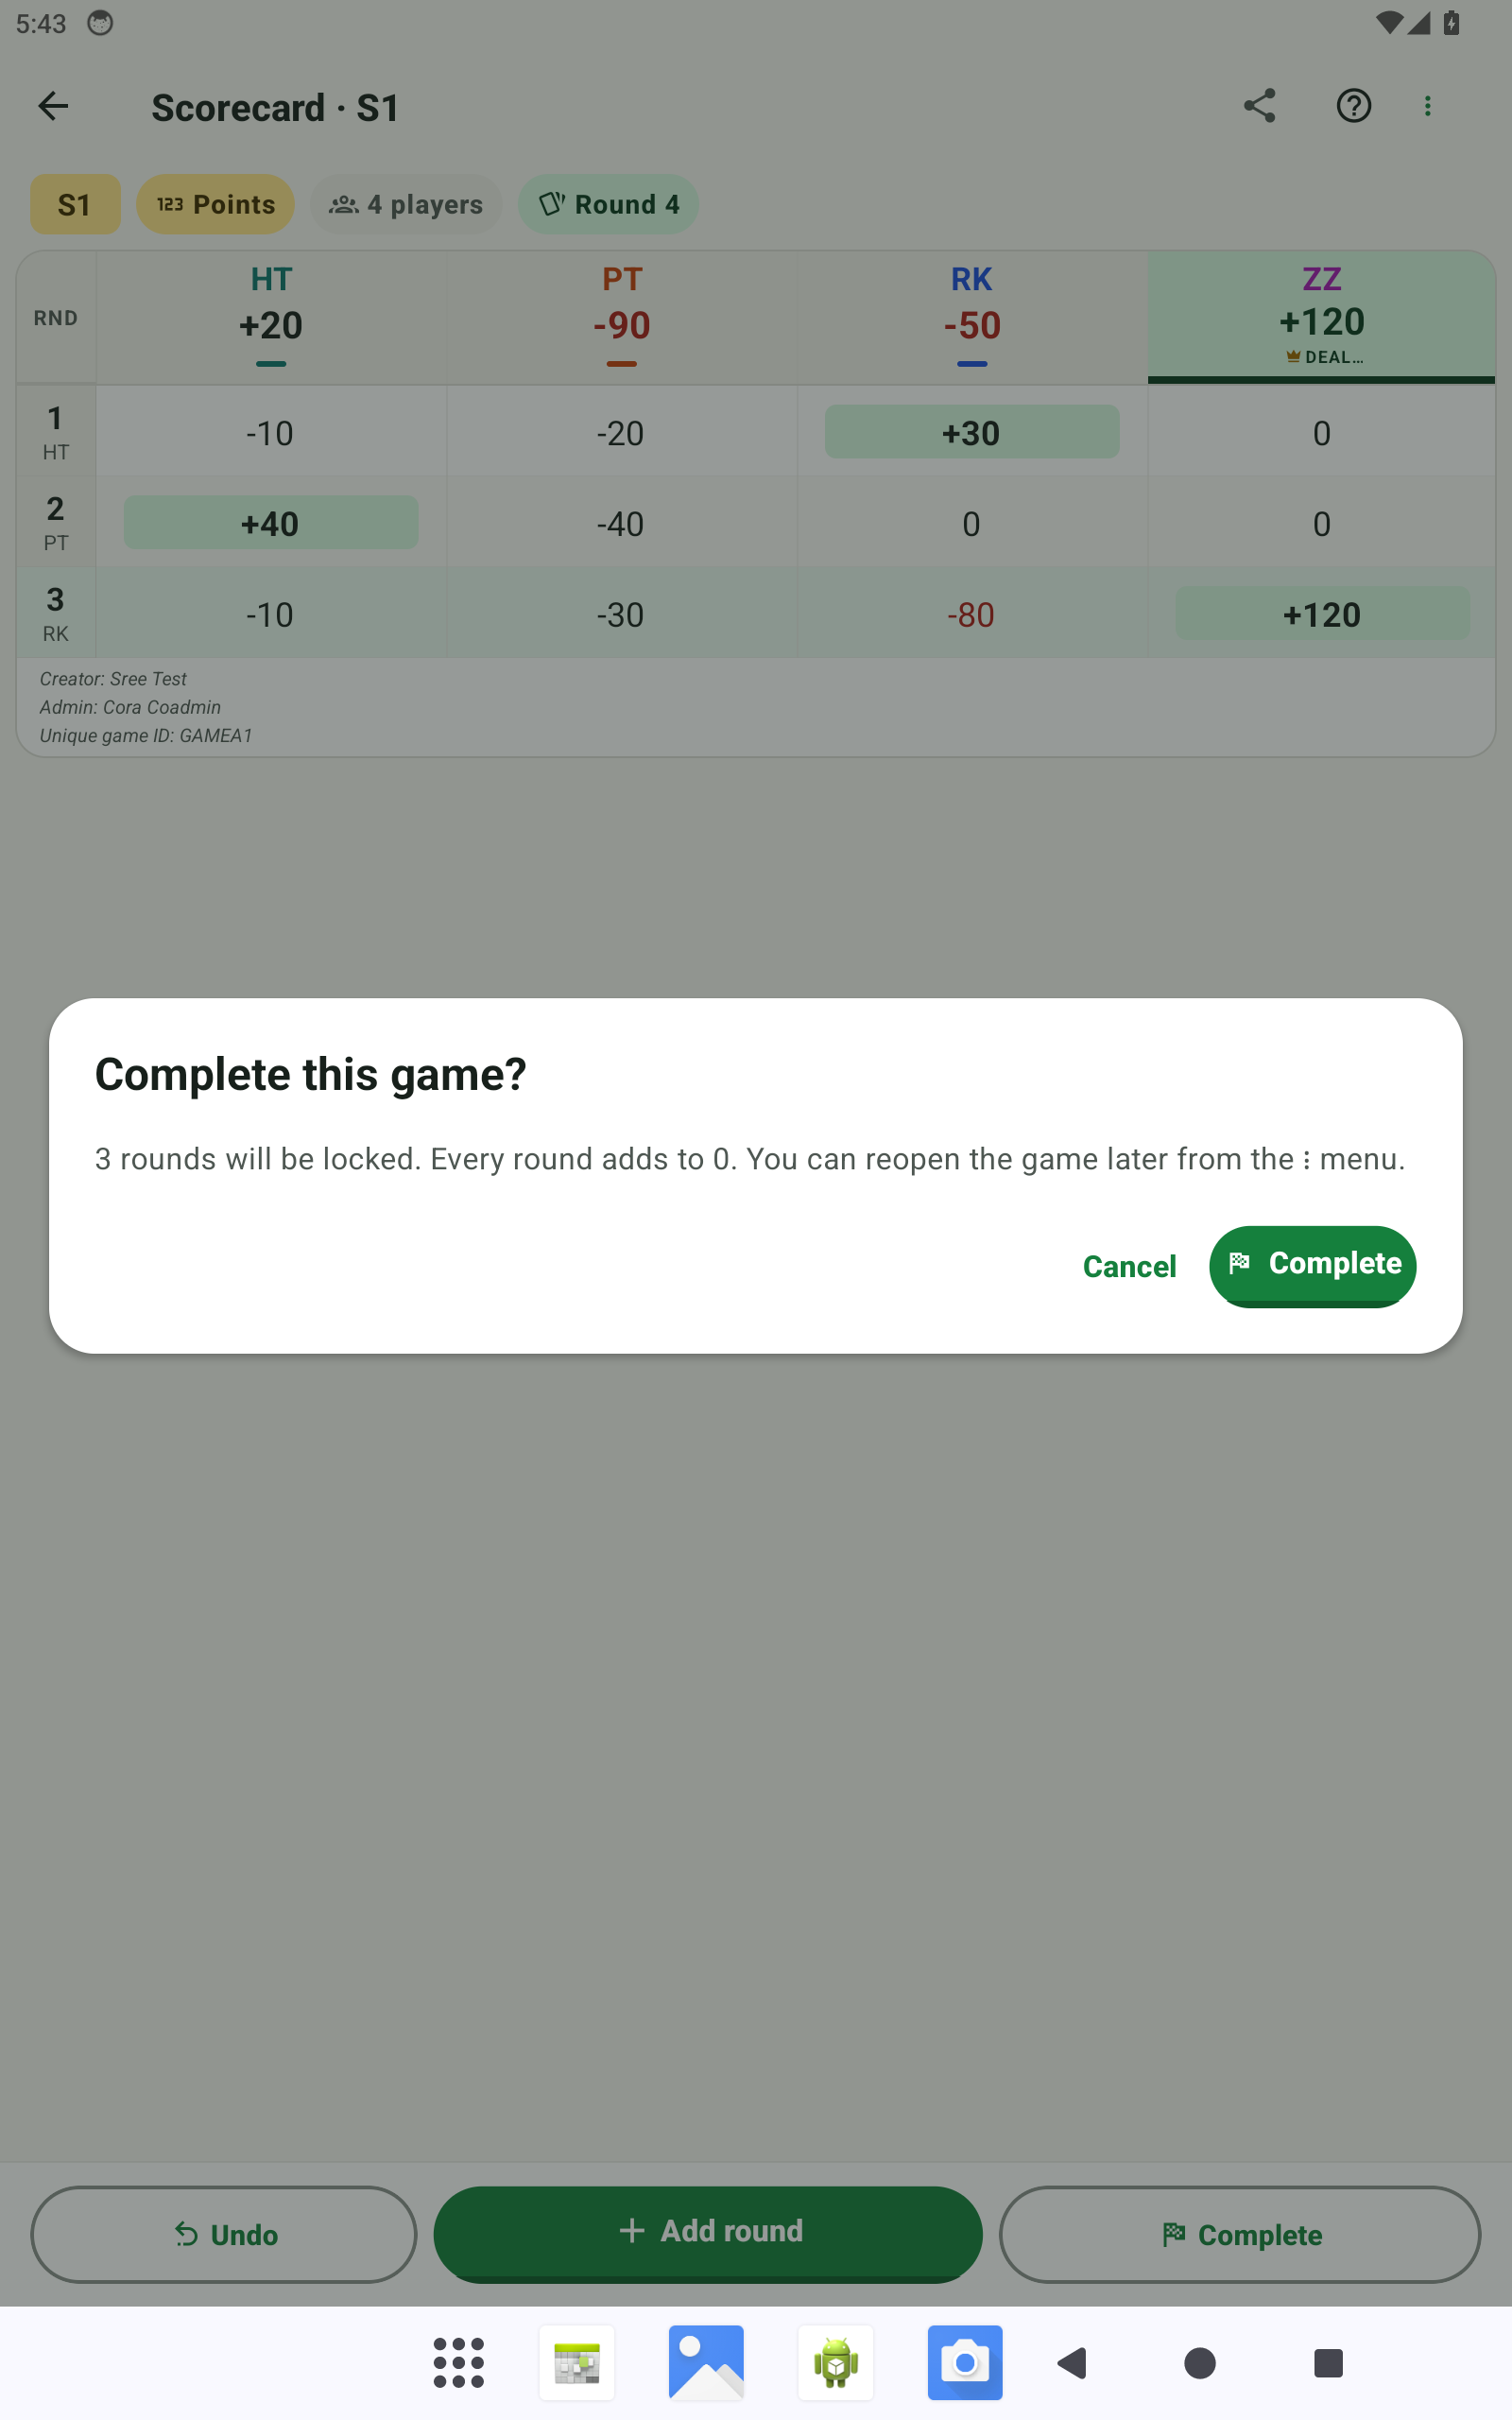 5:43
Scorecard · S1
S1
123 Points
4 players
Round 4
RND
HT
PT
RK
ZZ
+20
-90
-50
+120
DEAL…
1
HT
-10
-20
+30
0
2
PT
+40
-40
0
0
3
RK
-10
-30
-80
+120
Creator: Sree Test
Admin: Cora Coadmin
Unique game ID: GAMEA1
Complete this game?
3 rounds will be locked. Every round adds to 0. You can reopen the game later from the ⋮ menu.
Cancel
Complete
Undo
+ Add round
Complete